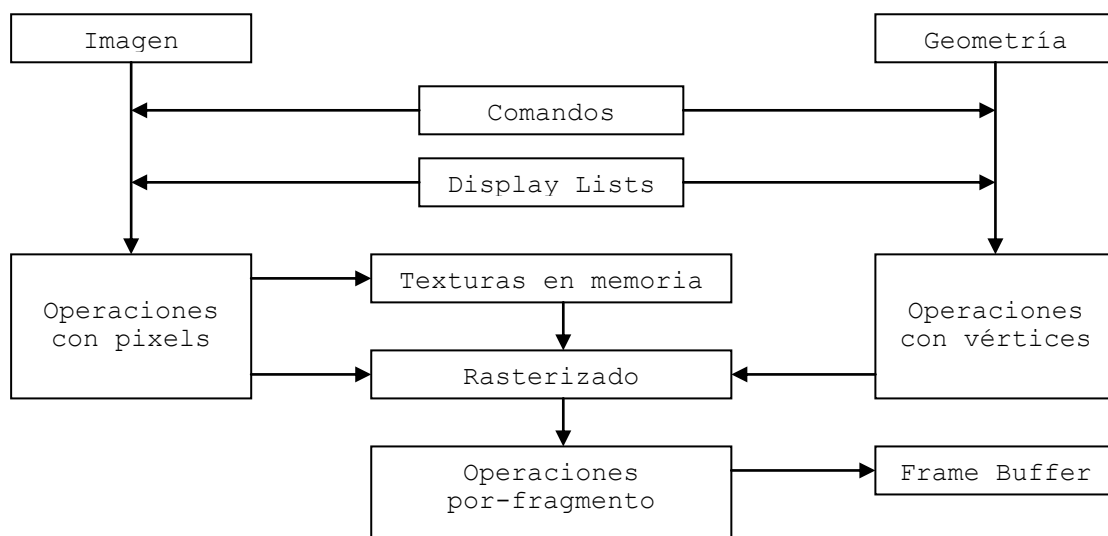 Imagen
Geometría
Comandos
Display Lists
Operaciones
con pixels
Texturas en memoria
Operaciones
con vértices
Rasterizado
Operaciones
por-fragmento
Frame Buffer